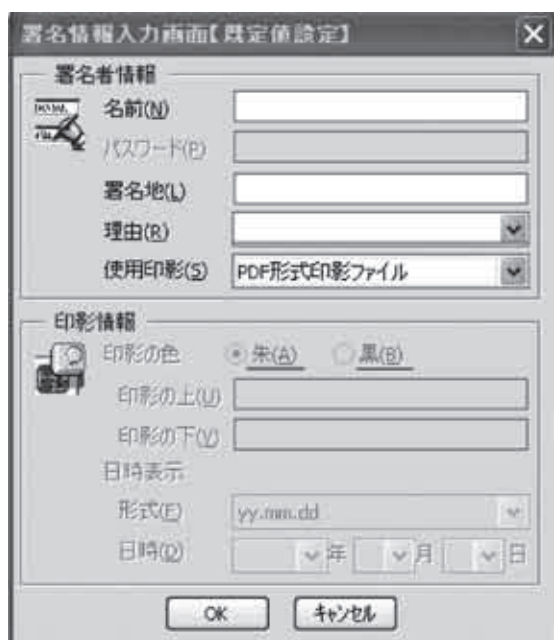 署名情報入力画面【既定値設定】
署名者情報
名前(N)
パスワード(P)
署名地(L)
理由(R)
使用印影(S) PDF形式印影ファイル
印影情報
印影の色 朱(A) 黒(B)
印影の上(U)
印影の下(V)
日時表示
形式(F) yy.mm.dd
日時(D) 年 月 日
OK キャンセル